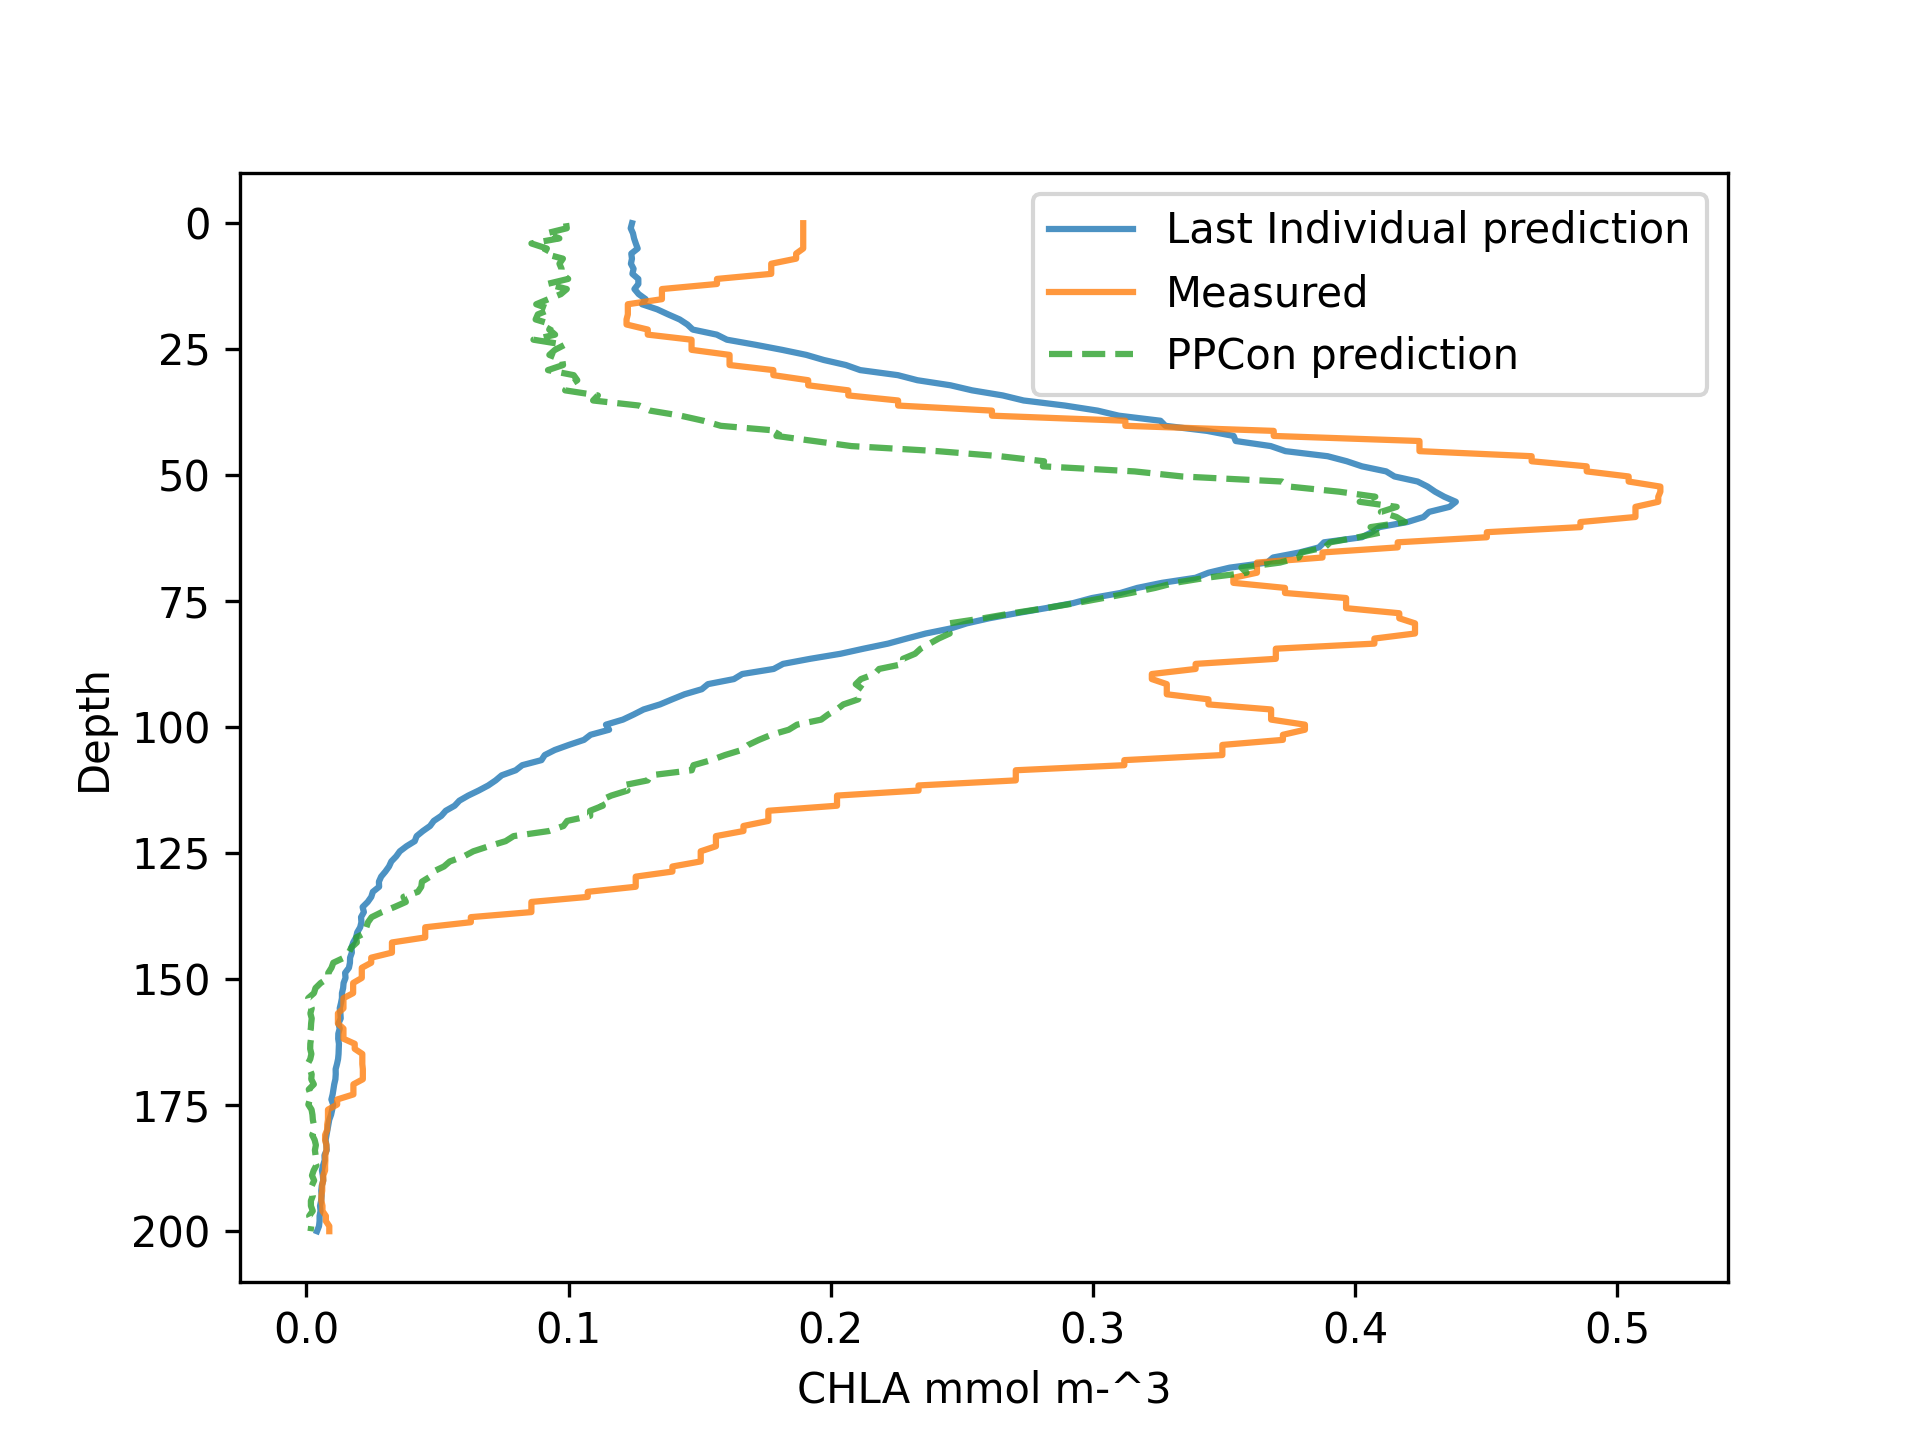 Last Individual prediction
Measured
PPCon prediction
0
25
50
75
100
125
150
175
200
Depth
0.0 0.1 0.2 0.3 0.4 0.5
CHLA mmol m-^3